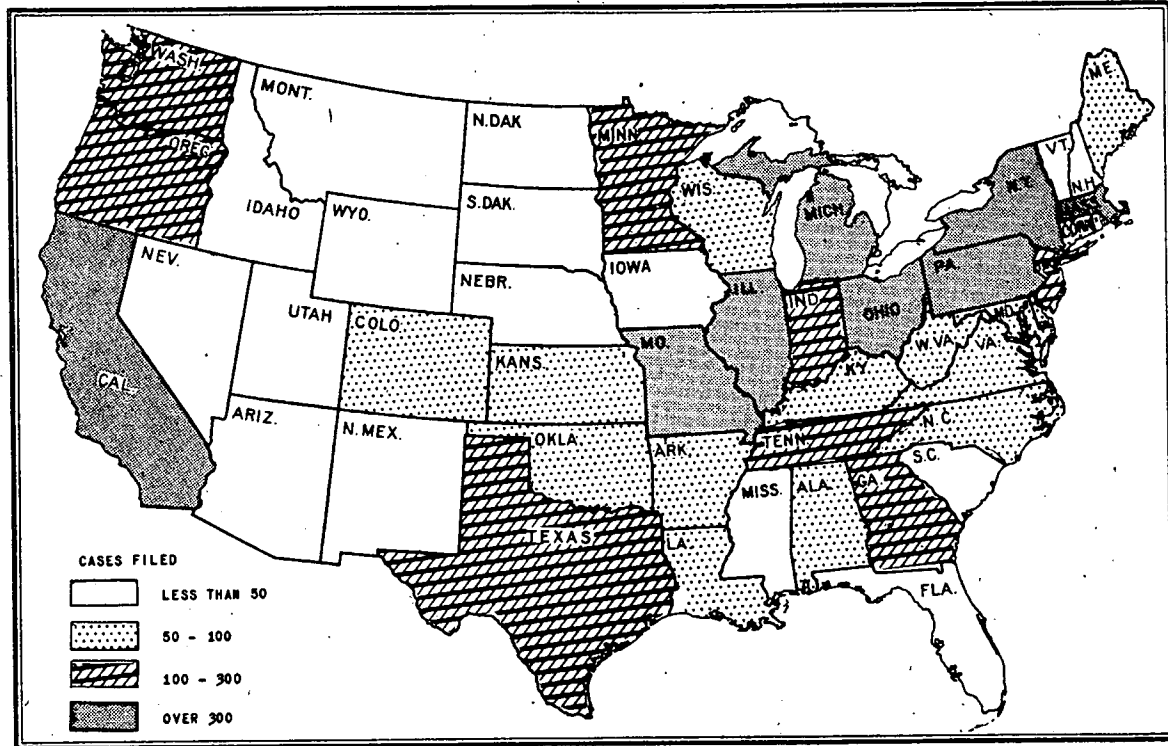 WASH.
MONT.
N.DAK
MINN
ME.
OREG.
IDAHO
WYO.
S.DAK.
WIS.
MICH.
N.Y.
VT.
N.H
MASS
CONN
NEV.
NEBR.
IOWA
PA.
UTAH
COLO.
ILL.
IND
OHIO
MD.
CAL.
KANS.
MO.
W.VA.
VA.
KY.
ARIZ.
N.MEX.
OKLA.
ARK.
TENN.
N.C.
S.C.
TEXAS
MISS.
ALA.
GA.
LA.
FLA.
CASES FILED
LESS THAN 50
50 - 100
100 - 300
OVER 300